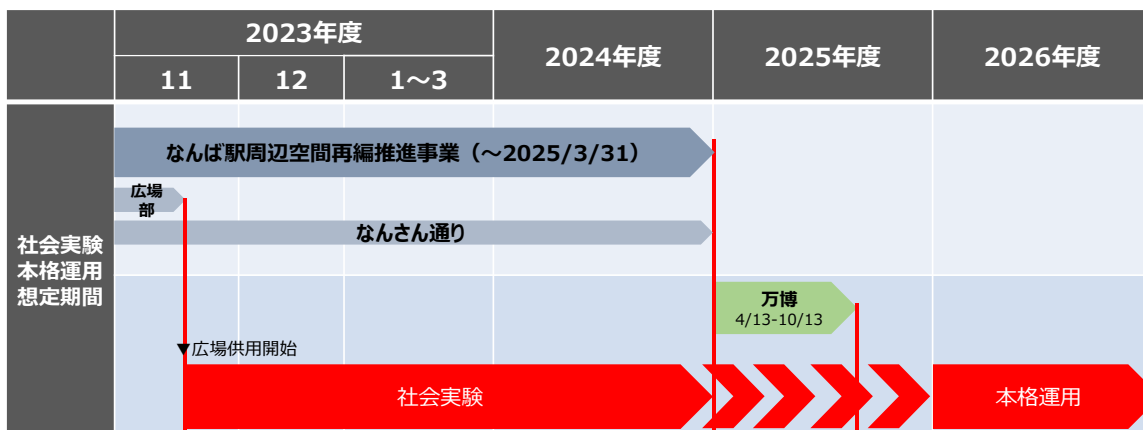 2023年度
2024年度
2025年度
2026年度
11
12
1～3
社会実験
本格運用
想定期間
なんば駅周辺空間再編推進事業（～2025/3/31）
広場
部
なんさん通り
万博
4/13-10/13
▼広場供用開始
社会実験
本格運用